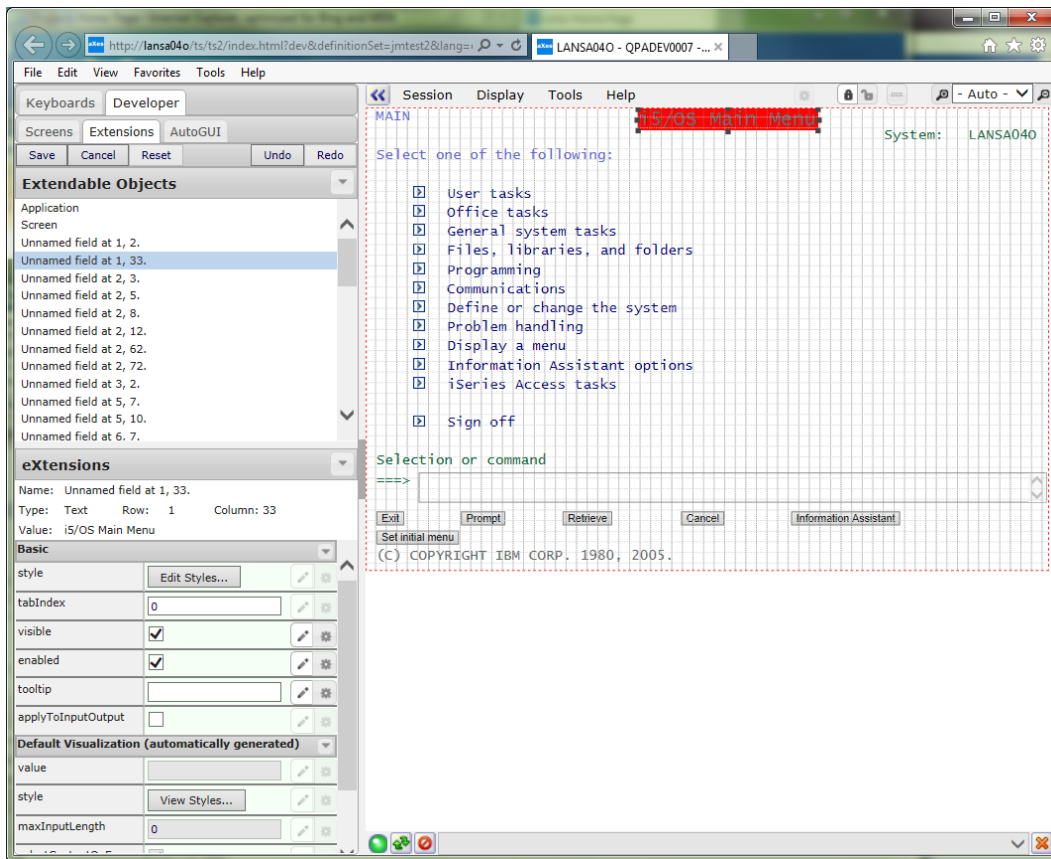 http://lansa04o/ts/ts2/index.html?dev&definitionSet=jmtest2&lang=
LANSA04O - QPADEV0007 -...
File Edit View Favorites Tools Help
Keyboards Developer
Screens Extensions AutoGUI
Save Cancel Reset Undo Redo
Extendable Objects
Application
Screen
Unnamed field at 1, 2.
Unnamed field at 1, 33.
Unnamed field at 2, 3.
Unnamed field at 2, 5.
Unnamed field at 2, 8.
Unnamed field at 2, 12.
Unnamed field at 2, 62.
Unnamed field at 2, 72.
Unnamed field at 3, 2.
Unnamed field at 5, 7.
Unnamed field at 5, 10.
Unnamed field at 6, 7.
eXtensions
Name: Unnamed field at 1, 33.
Type: Text Row: 1 Column: 33
Value: i5/OS Main Menu
Basic
style Edit Styles...
tabIndex 0
visible
enabled
tooltip
applyToInputOutput
Default Visualization (automatically generated)
value
style View Styles...
maxInputLength 0
Session Display Tools Help - Auto -
MAIN i5/OS Main Menu
System: LANSA04O
Select one of the following:
User tasks
Office tasks
General system tasks
Files, libraries, and folders
Programming
Communications
Define or change the system
Problem handling
Display a menu
Information Assistant options
iSeries Access tasks
Sign off
Selection or command
===>
Exit Prompt Retrieve Cancel Information Assistant
Set initial menu
(C) COPYRIGHT IBM CORP. 1980, 2005.